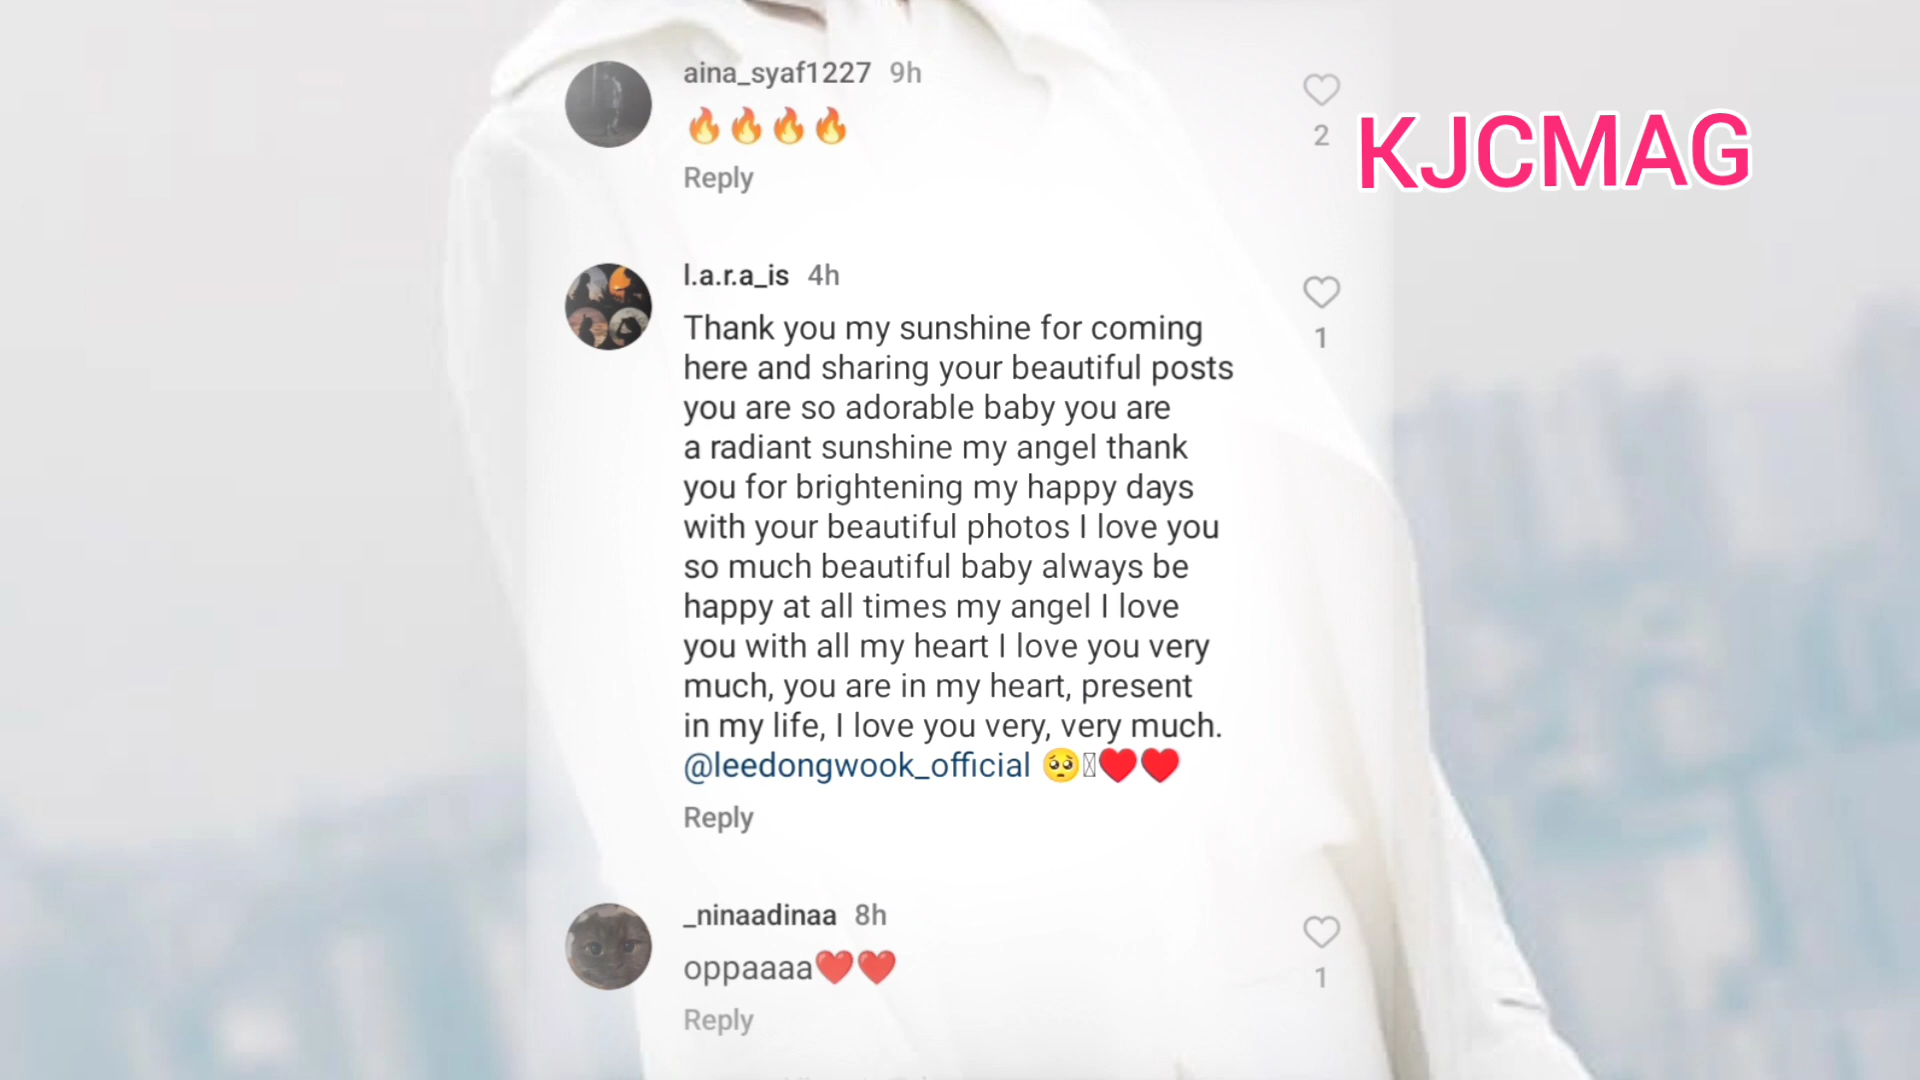 aina_syaf1227 9h
🔥🔥🔥🔥
2
KJCMAG
Reply
l.a.r.a_is 4h
Thank you my sunshine for coming
1
here and sharing your beautiful posts
you are so adorable baby you are
a radiant sunshine my angel thank
you for brightening my happy days
with your beautiful photos I love you
so much beautiful baby always be
happy at all times my angel I love
you with all my heart I love you very
much, you are in my heart, present
in my life, I love you very, very much.
@leedongwook_official 🥺❤️❤️
Reply
_ninaadinaa 8h
oppaaaa❤️❤️
1
Reply